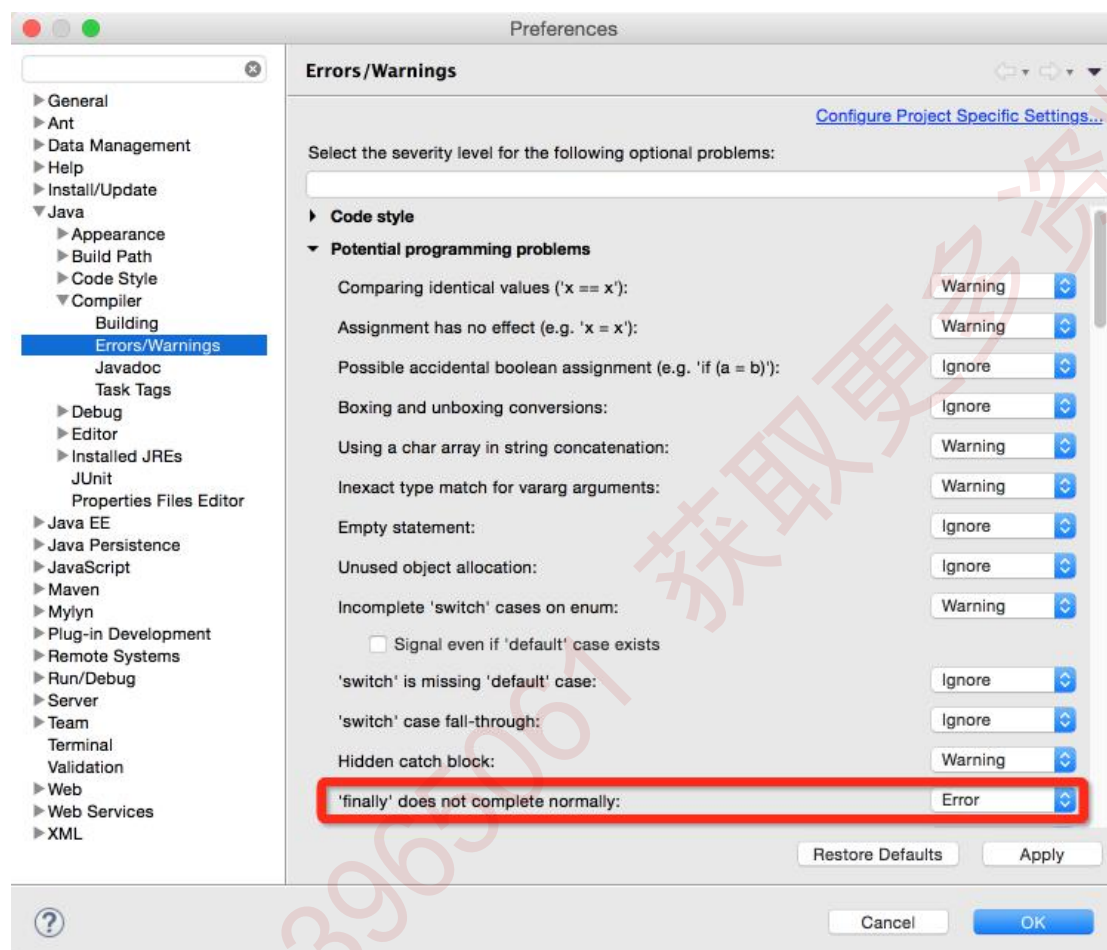 Preferences
Errors/Warnings
General
Ant
Data Management
Help
Install/Update
Java
Appearance
Build Path
Code Style
Compiler
Building
Errors/Warnings
Javadoc
Task Tags
Debug
Editor
Installed JREs
JUnit
Properties Files Editor
Java EE
Java Persistence
JavaScript
Maven
Mylyn
Plug-in Development
Remote Systems
Run/Debug
Server
Team
Terminal
Validation
Web
Web Services
XML
Configure Project Specific Settings...
Select the severity level for the following optional problems:
Code style
Potential programming problems
Comparing identical values ('x == x'): Warning
Assignment has no effect (e.g. 'x = x'): Warning
Possible accidental boolean assignment (e.g. 'if (a = b)'): Ignore
Boxing and unboxing conversions: Ignore
Using a char array in string concatenation: Warning
Inexact type match for vararg arguments: Warning
Empty statement: Ignore
Unused object allocation: Ignore
Incomplete 'switch' cases on enum: Warning
Signal even if 'default' case exists
'switch' is missing 'default' case: Ignore
'switch' case fall-through: Ignore
Hidden catch block: Warning
'finally' does not complete normally: Error
Restore Defaults Apply
? Cancel OK
3965061 获取更多资